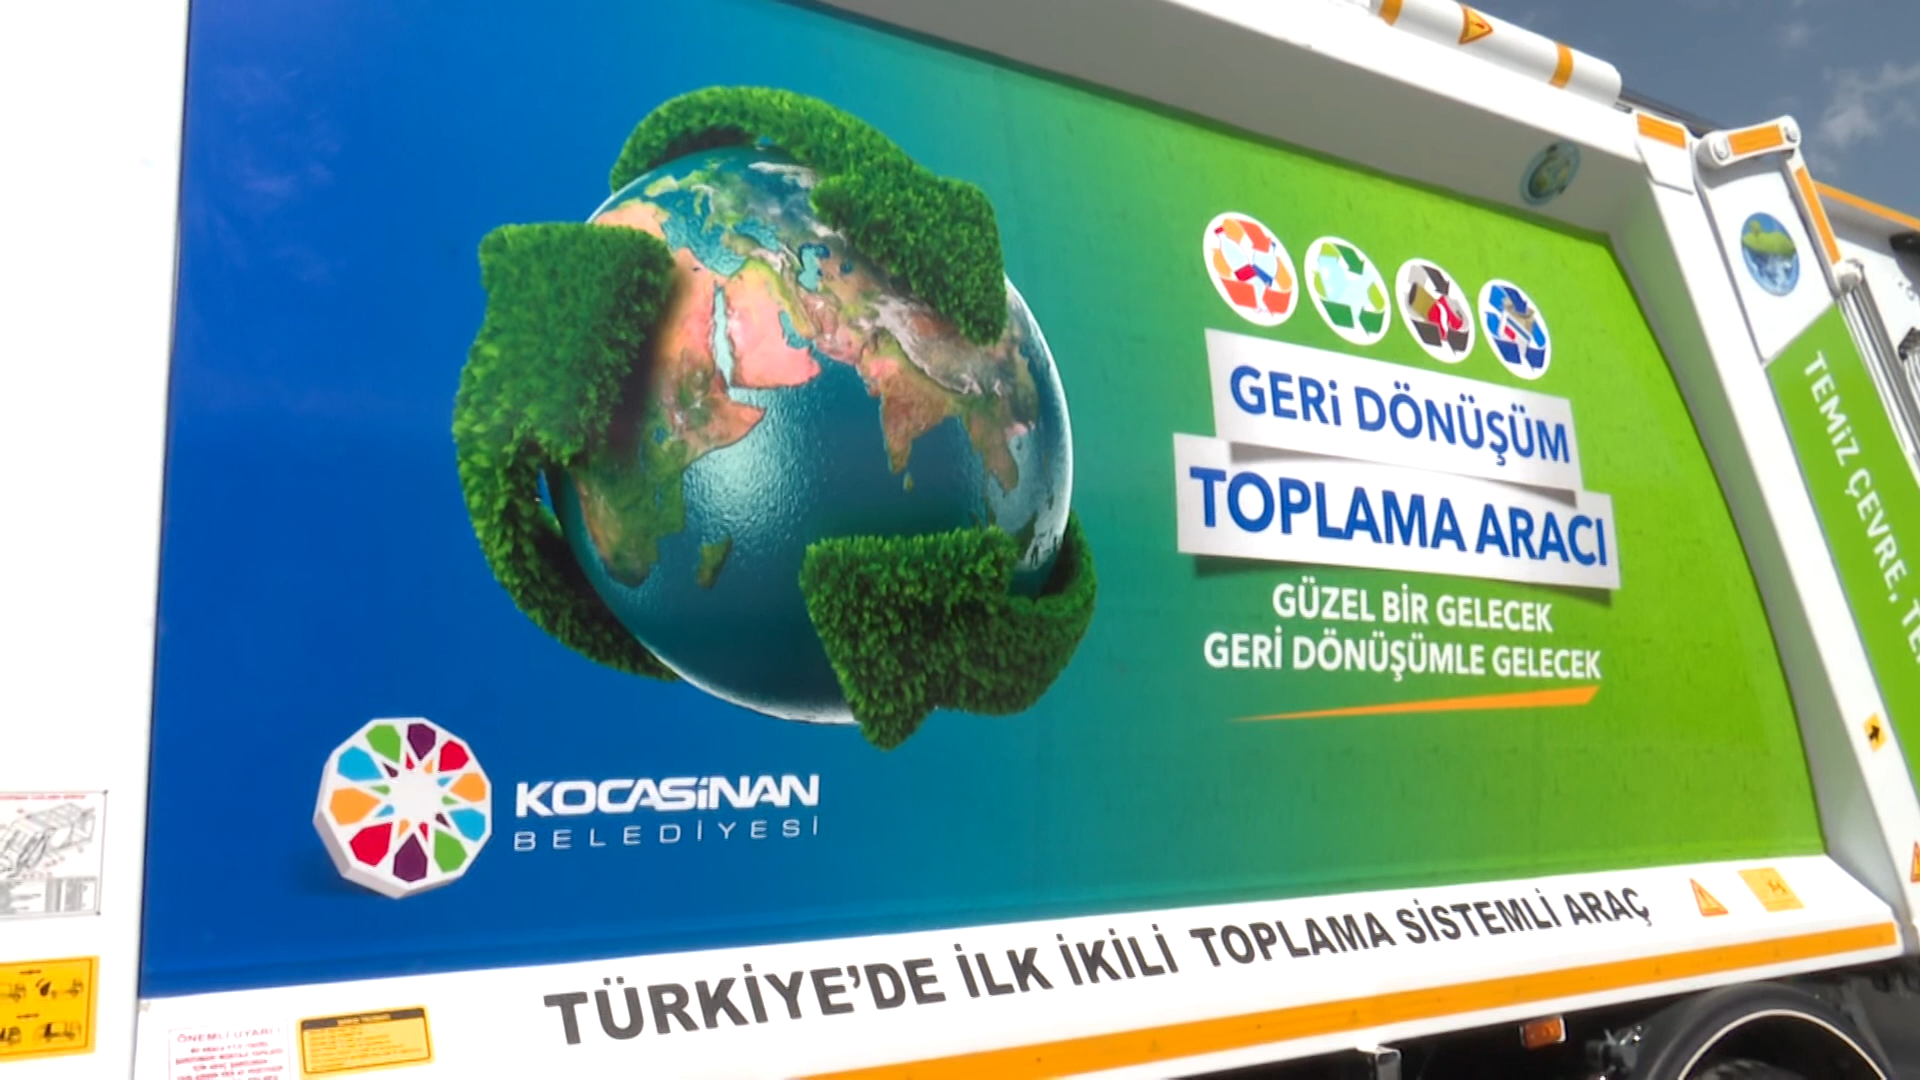 GERİ DÖNÜŞÜM
TOPLAMA ARACI
GÜZEL BİR GELECEK
GERİ DÖNÜŞÜMLE GELECEK
KOCASİNAN
BELEDİYESİ
TÜRKİYE'DE İLK İKİLİ TOPLAMA SİSTEMLİ ARAÇ
TEMİZ ÇEVRE,
ÖNEMLİ UYARI